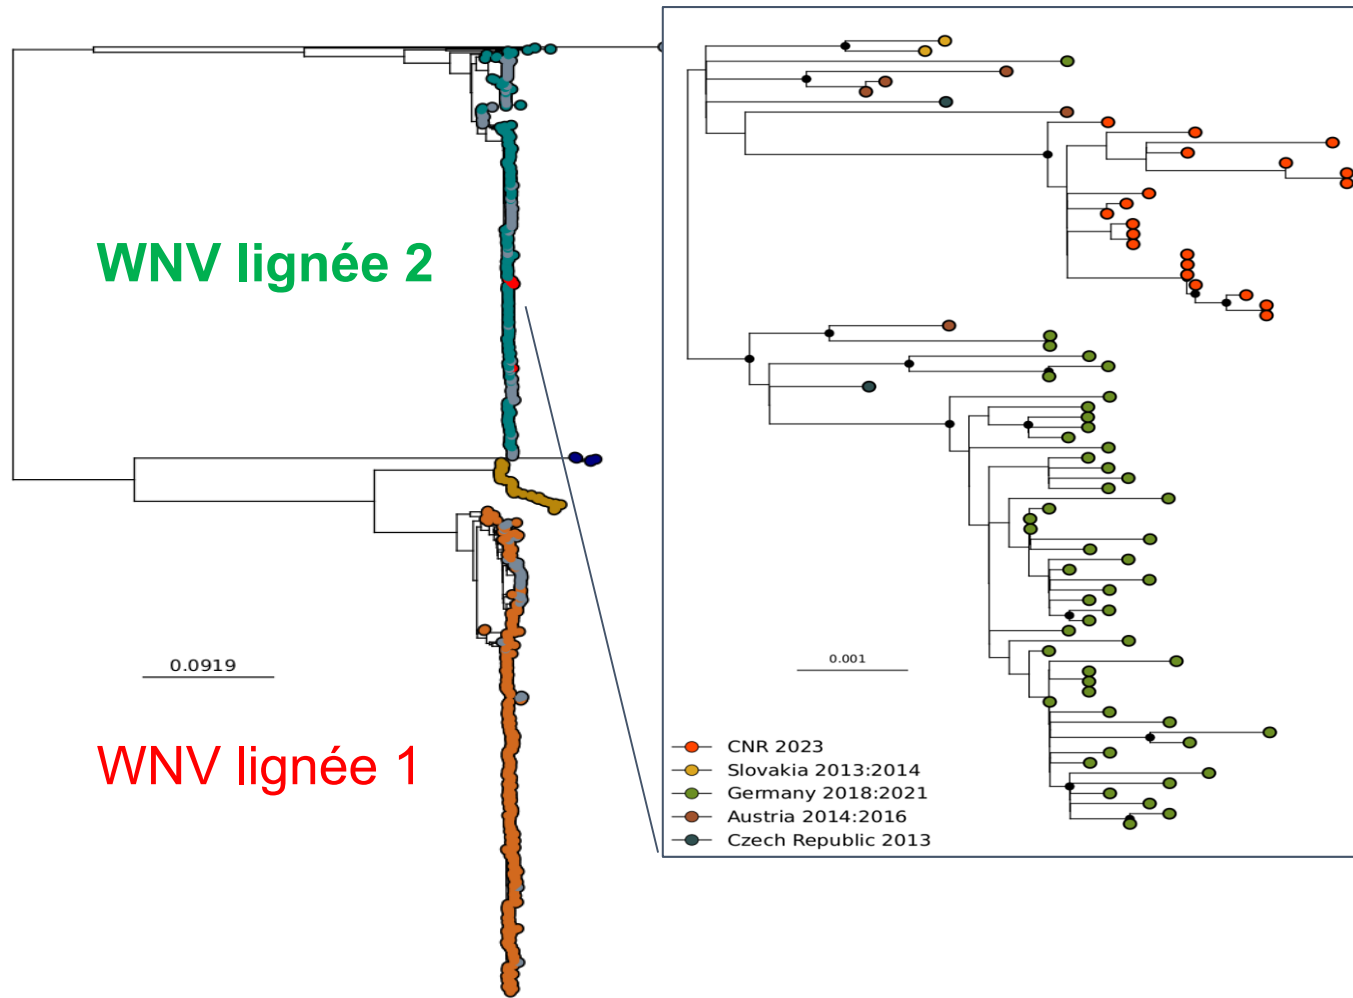 WNV lignée 2
0.0919
WNV lignée 1
0.001
CNR 2023
Slovakia 2013:2014
Germany 2018:2021
Austria 2014:2016
Czech Republic 2013